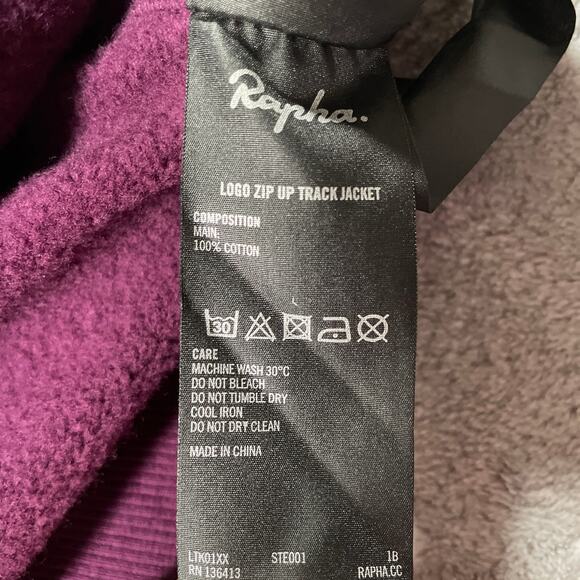 Rapha.
LOGO ZIP UP TRACK JACKET
COMPOSITION
MAIN:
100% COTTON
30
CARE
MACHINE WASH 30°C
DO NOT BLEACH
DO NOT TUMBLE DRY
COOL IRON
DO NOT DRY CLEAN
MADE IN CHINA
LTK01XX STE001 1B
RN 136413 RAPHA.CC